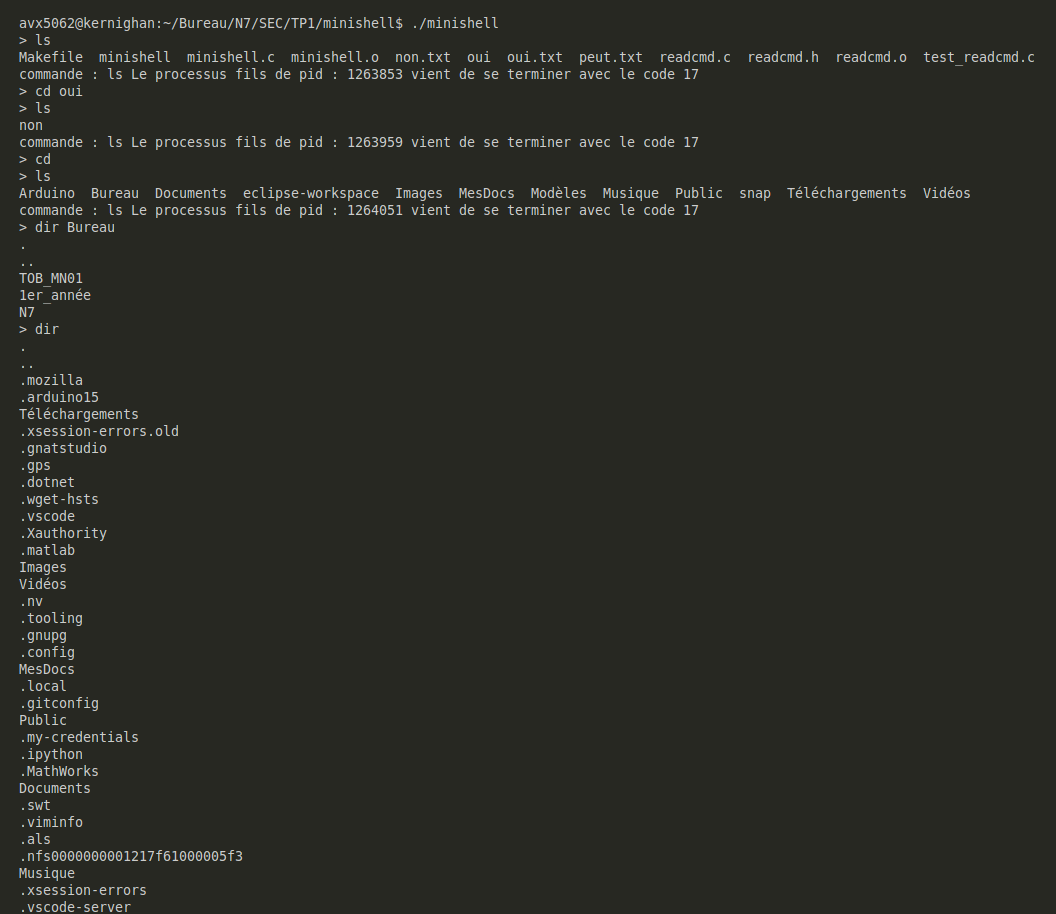 avx5062@kernighan:~/Bureau/N7/SEC/TP1/minishell$ ./minishell
> ls
Makefile  minishell  minishell.c  minishell.o  non.txt  oui  oui.txt  peut.txt  readcmd.c  readcmd.h  readcmd.o  test_readcmd.c
commande : ls Le processus fils de pid : 1263853 vient de se terminer avec le code 17
> cd oui
> ls
non
commande : ls Le processus fils de pid : 1263959 vient de se terminer avec le code 17
> cd
> ls
Arduino  Bureau  Documents  eclipse-workspace  Images  MesDocs  Modèles  Musique  Public  snap  Téléchargements  Vidéos
commande : ls Le processus fils de pid : 1264051 vient de se terminer avec le code 17
> dir Bureau
.
..
TOB_MN01
1er_année
N7
> dir
.
..
.mozilla
.arduino15
Téléchargements
.xsession-errors.old
.gnatstudio
.gps
.dotnet
.wget-hsts
.vscode
.Xauthority
.matlab
Images
Vidéos
.nv
.tooling
.gnupg
.config
MesDocs
.local
.gitconfig
Public
.my-credentials
.ipython
.MathWorks
Documents
.swt
.viminfo
.als
.nfs0000000001217f61000005f3
Musique
.xsession-errors
.vscode-server